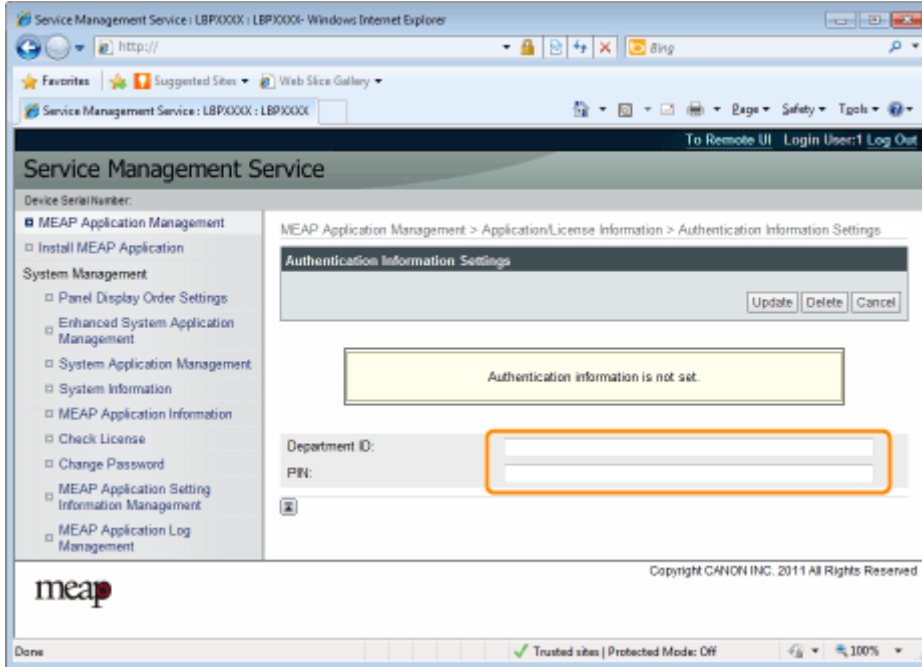 Service Management Service : LBPXXXX : LBPXXXX- Windows Internet Explorer
http://
Bing
Favorites Suggested Sites Web Slice Gallery
Service Management Service : LBPXXXX : LBPXXXX
Page Safety Tools
To Remote UI Login User:1 Log Out
Service Management Service
Device Serial Number:
MEAP Application Management
Install MEAP Application
System Management
Panel Display Order Settings
Enhanced System Application
Management
System Application Management
System Information
MEAP Application Information
Check License
Change Password
MEAP Application Setting
Information Management
MEAP Application Log
Management
MEAP Application Management > Application/License Information > Authentication Information Settings
Authentication Information Settings
Update Delete Cancel
Authentication information is not set.
Department ID:
PIN:
Copyright CANON INC. 2011 All Rights Reserved
meap
Done Trusted sites | Protected Mode: Off 100%